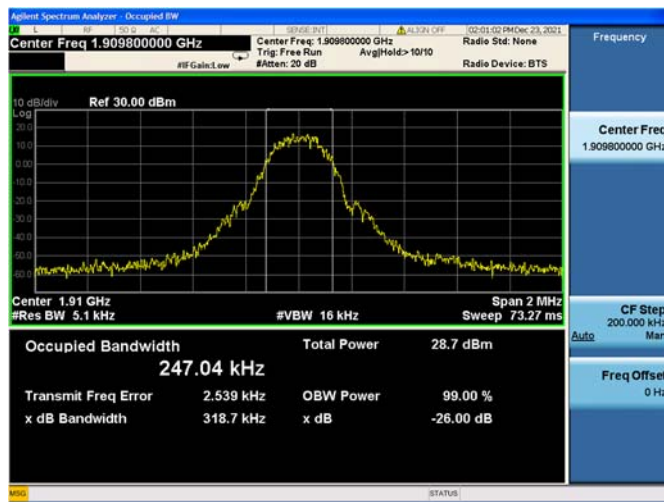 Agilent Spectrum Analyzer - Occupied BW
L RF 50 Ω AC SENSE:INT ALIGN OFF 02:01:02 PM Dec 23, 2021
Center Freq 1.909800000 GHz
Center Freq: 1.909800000 GHz
Radio Std: None
Trig: Free Run Avg|Hold:> 10/10
#IFGain:Low #Atten: 20 dB Radio Device: BTS
10 dB/div Ref 30.00 dBm
Log
20.0
10.0
0.00
-10.0
-20.0
-30.0
-40.0
-50.0
-60.0
Center 1.91 GHz Span 2 MHz
#Res BW 5.1 kHz #VBW 16 kHz Sweep 73.27 ms
Occupied Bandwidth Total Power 28.7 dBm
247.04 kHz
Transmit Freq Error 2.539 kHz OBW Power 99.00 %
x dB Bandwidth 318.7 kHz x dB -26.00 dB
MSG STATUS
Frequency
Center Freq
1.909800000 GHz
CF Step
200.000 kHz
Auto Man
Freq Offset
0 Hz